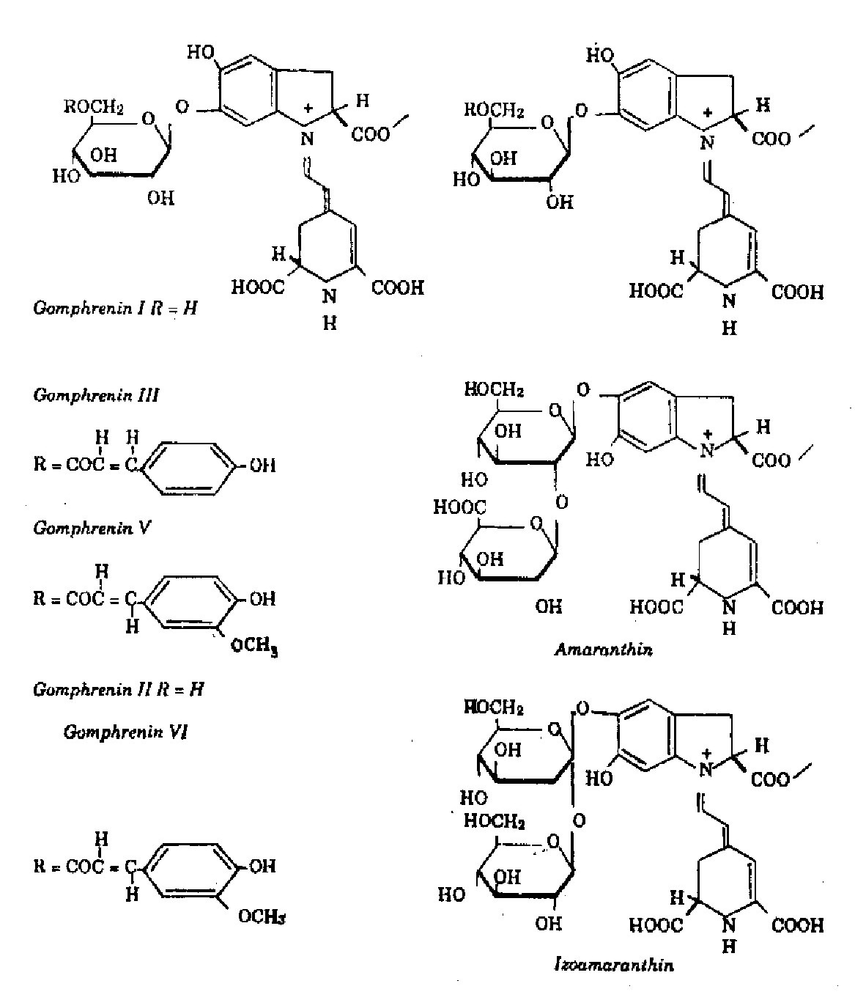 HO
ROCH₂
O
O
+
H
COO⁻
N
OH
HO
OH
H
HOOC
N
H
COOH
Gomphrenin I R = H
HO
ROCH₂
O
O
+
H
COO⁻
N
OH
HO
OH
H
HOOC
N
H
COOH
Gomphrenin III
H H
R = COC = C
OH
Gomphrenin V
H
R = COC = C
H
OH
OCH₃
Gomphrenin II R = H
Gomphrenin VI
H
R = COC = C
H
OH
OCH₃
HOCH₂
O
O
OH
HO
HO
+
N
H
COO⁻
HOOC
O
O
OH
HO
OH
H
HOOC
N
H
COOH
Amaranthin
HOCH₂
O
O
OH
HO
HO
+
N
H
COO⁻
HOCH₂
O
O
OH
HO
OH
H
HOOC
N
H
COOH
Izoamaranthin